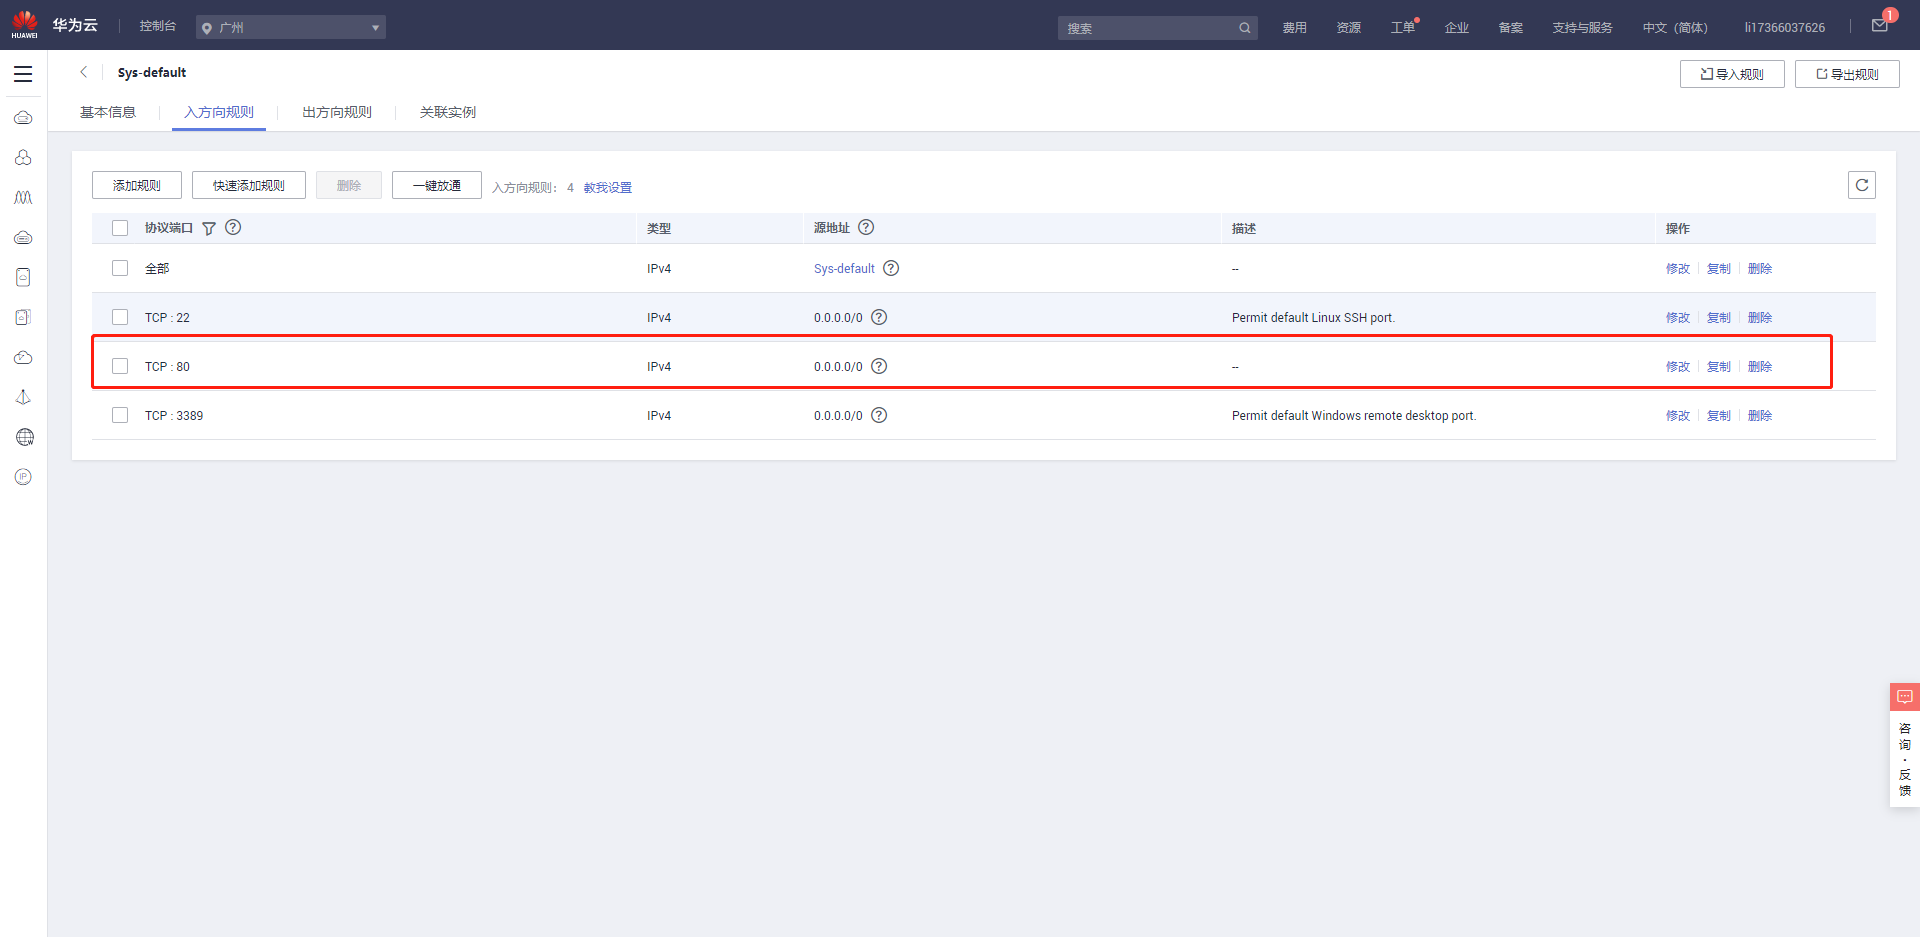 HUAWEI 华为云 控制台 广州 搜索 费用 资源 工单 企业 备案 支持与服务 中文（简体） li17366037626 1
Sys-default 导入规则 导出规则
基本信息 入方向规则 出方向规则 关联实例
添加规则 快速添加规则 删除 一键放通 入方向规则： 4 教我设置
协议端口 类型 源地址 描述 操作
全部 IPv4 Sys-default -- 修改 复制 删除
TCP : 22 IPv4 0.0.0.0/0 Permit default Linux SSH port. 修改 复制 删除
TCP : 80 IPv4 0.0.0.0/0 -- 修改 复制 删除
TCP : 3389 IPv4 0.0.0.0/0 Permit default Windows remote desktop port. 修改 复制 删除
IP
咨询·反馈